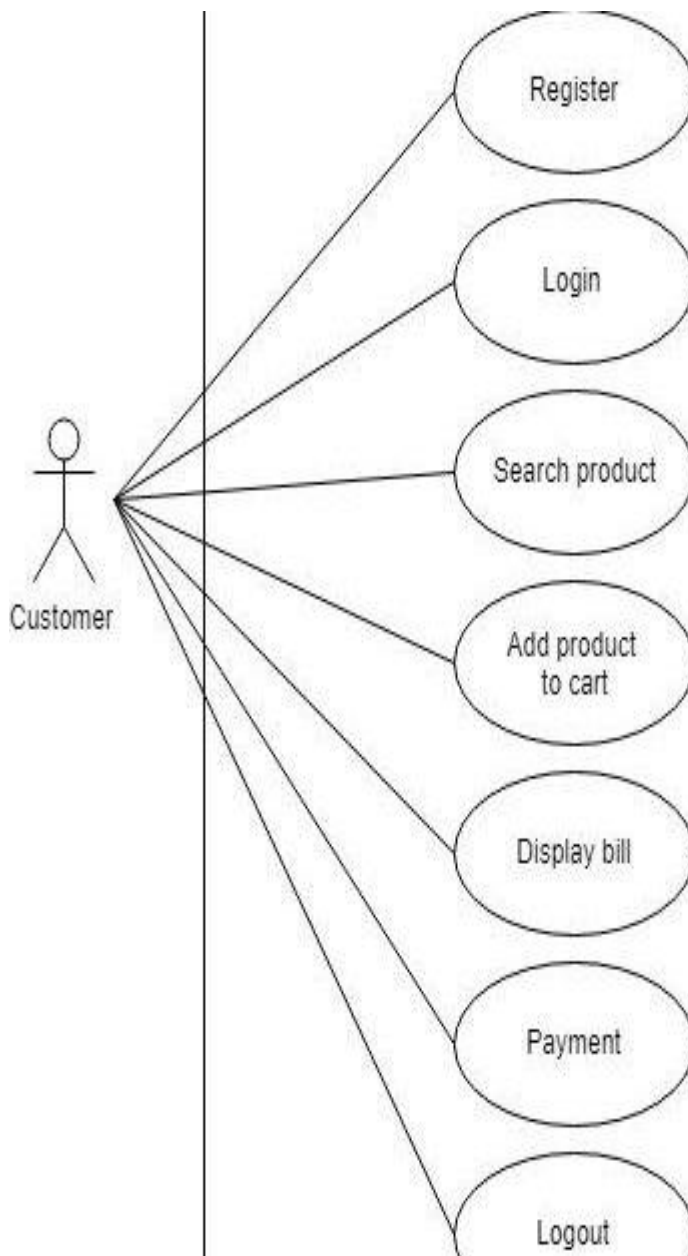 Register
Login
Search product
Customer
Add product
to cart
Display bill
Payment
Logout